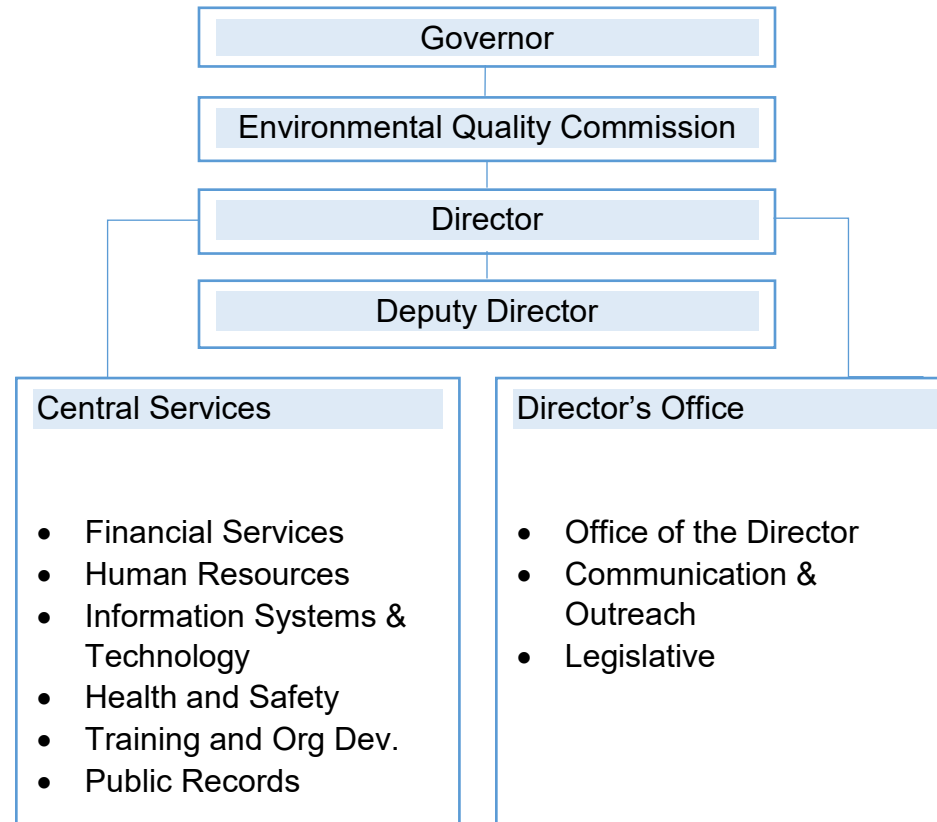 Governor
Environmental Quality Commission
Director
Deputy Director
Central Services
• Financial Services
• Human Resources
• Information Systems &
Technology
• Health and Safety
• Training and Org Dev.
• Public Records
Director’s Office
• Office of the Director
• Communication &
Outreach
• Legislative